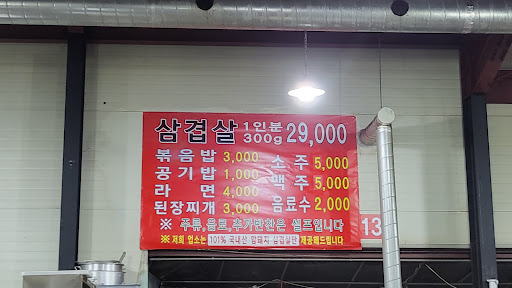 삼겹살 1인분 300g 29,000
볶음밥 3,000 소주 5,000
공기밥 1,000 맥주 5,000
라면 4,000
된장찌개 3,000 음료수 2,000
※ 주류,음료,추가반찬은 셀프입니다
※ 저희 업소는 101% 국내산 암퇘지 삼겹살만 제공해드립니다
13